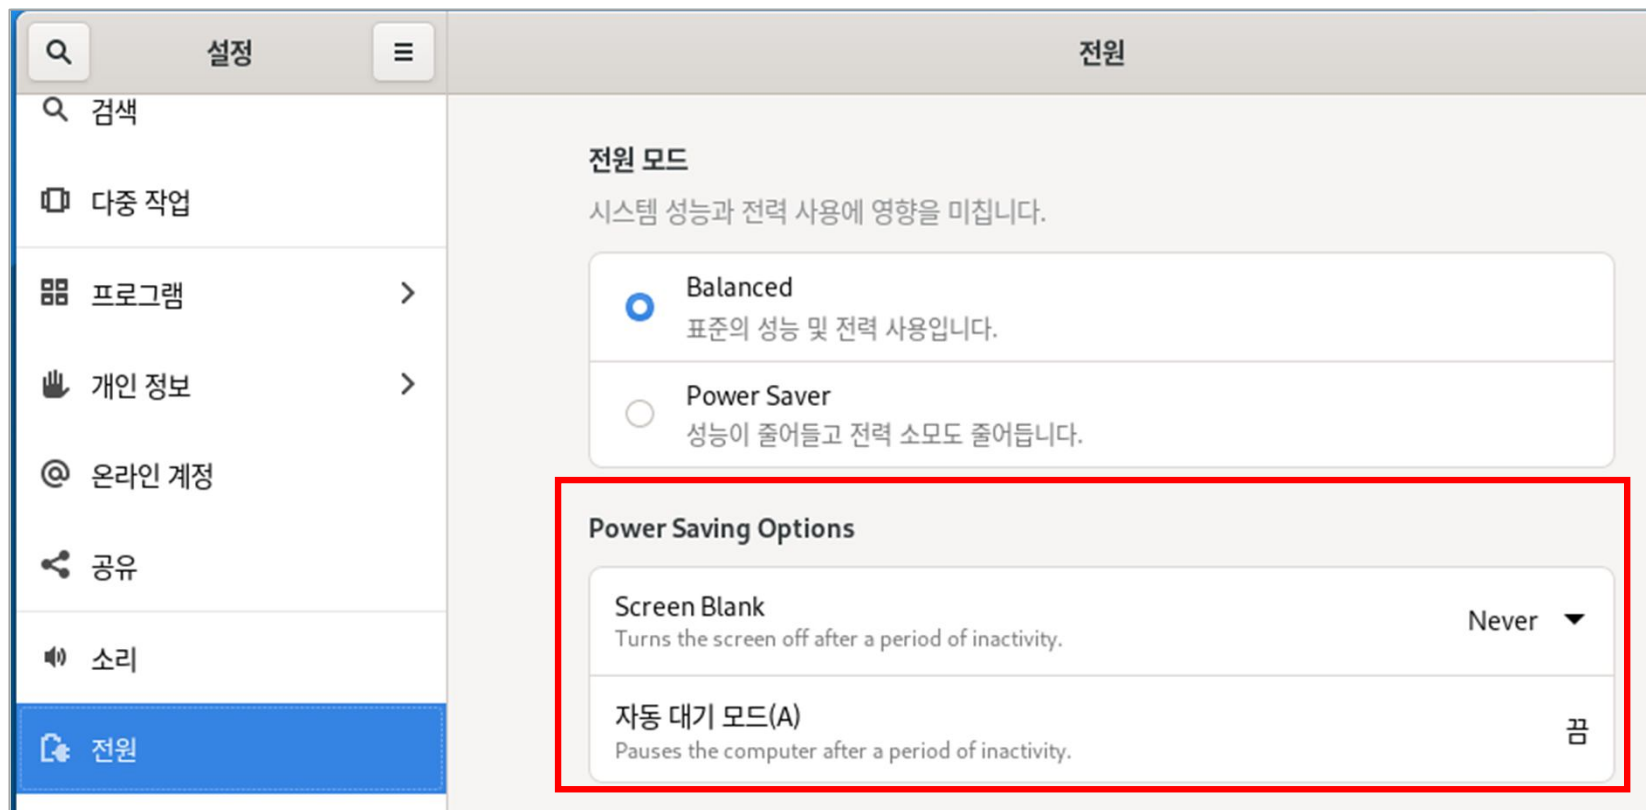 설정
전원
검색
다중 작업
프로그램
개인 정보
온라인 계정
공유
소리
전원
전원 모드
시스템 성능과 전력 사용에 영향을 미칩니다.
Balanced
표준의 성능 및 전력 사용입니다.
Power Saver
성능이 줄어들고 전력 소모도 줄어듭니다.
Power Saving Options
Screen Blank
Never
Turns the screen off after a period of inactivity.
자동 대기 모드(A)
끔
Pauses the computer after a period of inactivity.